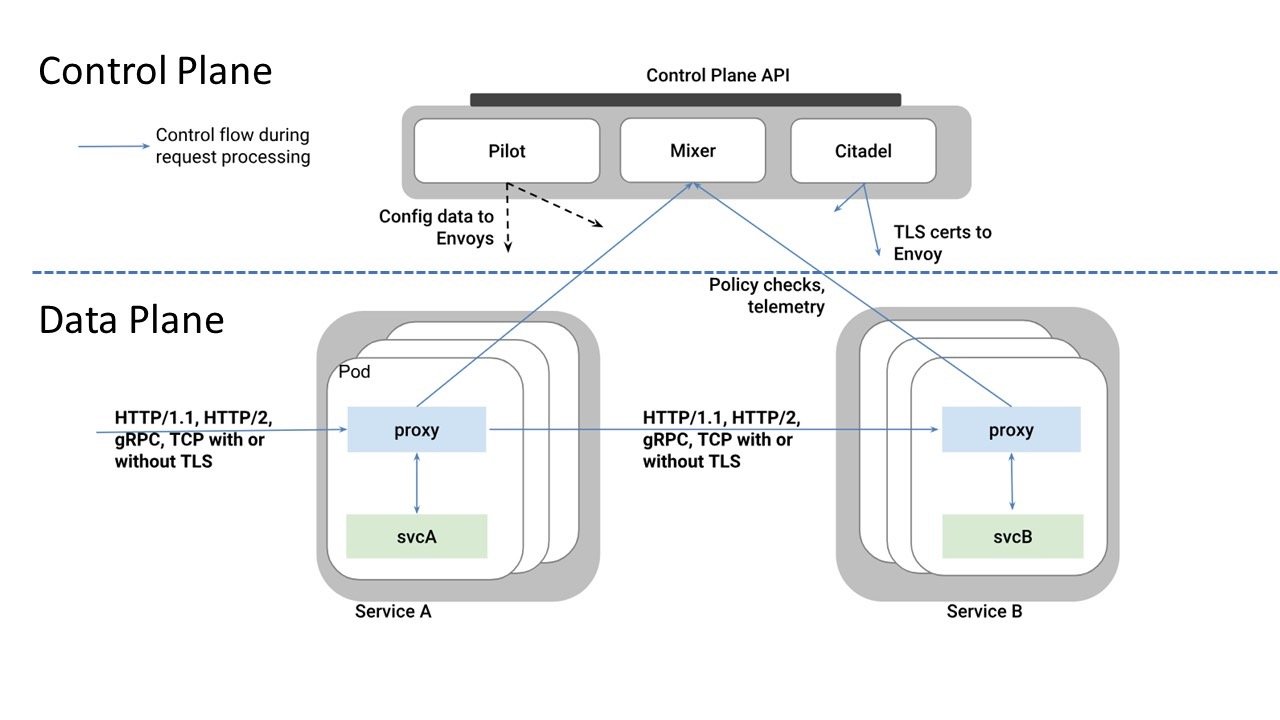 Control Plane
Control Plane API
Control flow during
request processing
Pilot
Mixer
Citadel
Config data to
Envoys
TLS certs to
Envoy
Policy checks,
telemetry
Data Plane
Pod
HTTP/1.1, HTTP/2,
gRPC, TCP with or
without TLS
proxy
HTTP/1.1, HTTP/2,
gRPC, TCP with or
without TLS
proxy
svcA
svcB
Service A
Service B